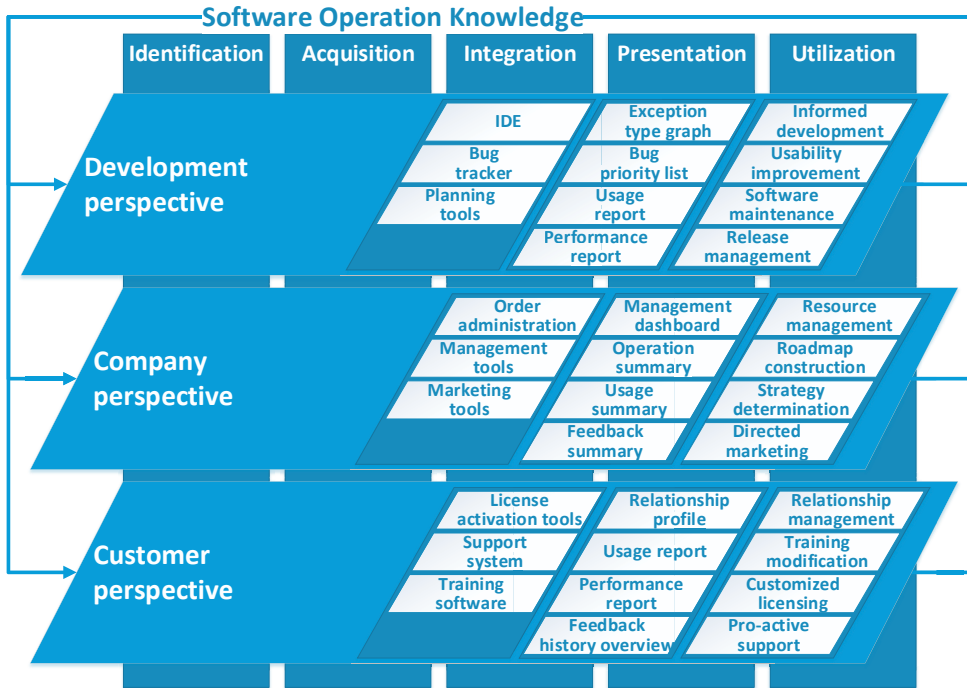 Software Operation Knowledge
Identification
Acquisition
Integration
Presentation
Utilization
Development
perspective
IDE
Bug
tracker
Planning
tools
Exception
type graph
Bug
priority list
Usage
report
Performance
report
Informed
development
Usability
improvement
Software
maintenance
Release
management
Company
perspective
Order
administration
Management
tools
Marketing
tools
Management
dashboard
Operation
summary
Usage
summary
Feedback
summary
Resource
management
Roadmap
construction
Strategy
determination
Directed
marketing
Customer
perspective
License
activation tools
Support
system
Training
software
Relationship
profile
Usage report
Performance
report
Feedback
history overview
Relationship
management
Training
modification
Customized
licensing
Pro-active
support